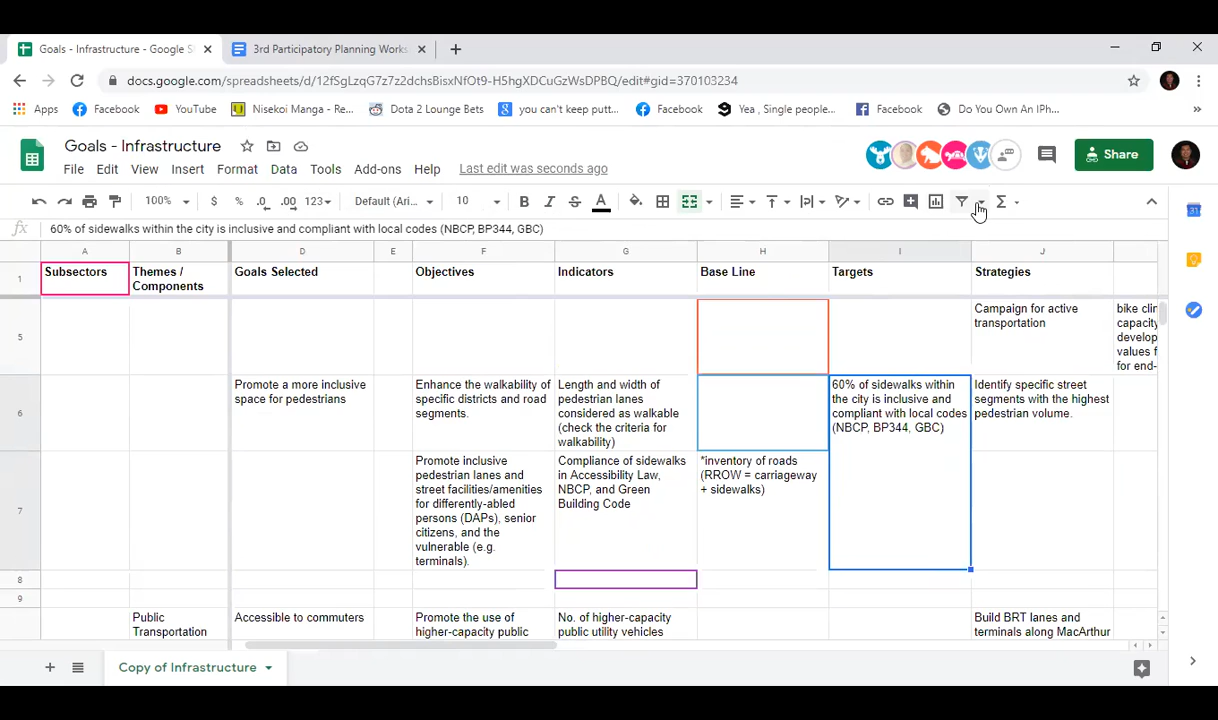 Goals - Infrastructure - Google S
3rd Participatory Planning Works
docs.google.com/spreadsheets/d/12fSgLzqG7z7z2dchsBisxNfOt9-H5hgXDCuGzWsDPBQ/edit#gid=370103234
Apps
Facebook
YouTube
Nisekoi Manga - Re...
Dota 2 Lounge Bets
you can't keep putt...
Facebook
Yea , Single people...
Facebook
Do You Own An IPh...
Goals - Infrastructure
Share
File Edit View Insert Format Data Tools Add-ons Help Last edit was seconds ago
100% $ % .0 .00 123 Default (Ari... 10 B I S A
60% of sidewalks within the city is inclusive and compliant with local codes (NBCP, BP344, GBC)
A B D E F G H I J
1
Subsectors
Themes /
Components
Goals Selected
Objectives
Indicators
Base Line
Targets
Strategies
5
Campaign for active
transportation
bike clin
capacity
develop
values f
for end-
6
Promote a more inclusive
space for pedestrians
Enhance the walkability of
specific districts and road
segments.
Length and width of
pedestrian lanes
considered as walkable
(check the criteria for
walkability)
60% of sidewalks within
the city is inclusive and
compliant with local codes
(NBCP, BP344, GBC)
Identify specific street
segments with the highest
pedestrian volume.
7
Promote inclusive
pedestrian lanes and
street facilities/amenities
for differently-abled
persons (DAPs), senior
citizens, and the
vulnerable (e.g.
terminals).
Compliance of sidewalks
in Accessibility Law,
NBCP, and Green
Building Code
*inventory of roads
(RROW = carriageway
+ sidewalks)
8
9
Public
Transportation
Accessible to commuters
Promote the use of
higher-capacity public
No. of higher-capacity
public utility vehicles
Build BRT lanes and
terminals along MacArthur
Copy of Infrastructure
31